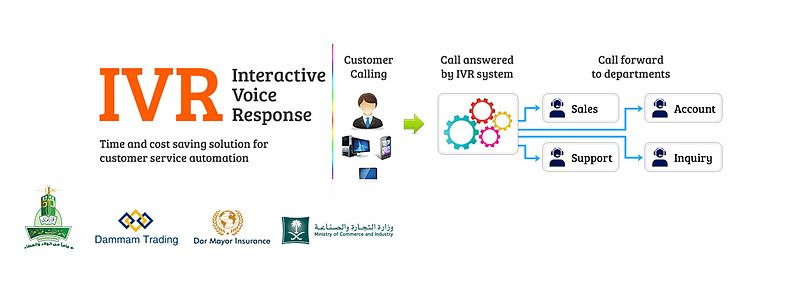 IVR
Interactive
Voice
Response
Time and cost saving solution for
customer service automation
Customer
Calling
Call answered
by IVR system
Call forward
to departments
Sales
Account
Support
Inquiry
Dammam Trading
Dar Mayor Insurance
وزارة التجارة والصناعة
Ministry of Commerce and Industry